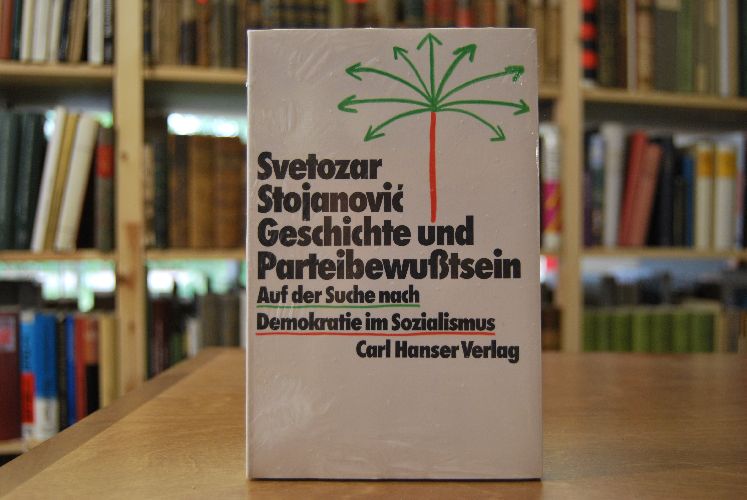 Svetozar
Stojanović
Geschichte und
Parteibewußtsein
Auf der Suche nach
Demokratie im Sozialismus
Carl Hanser Verlag